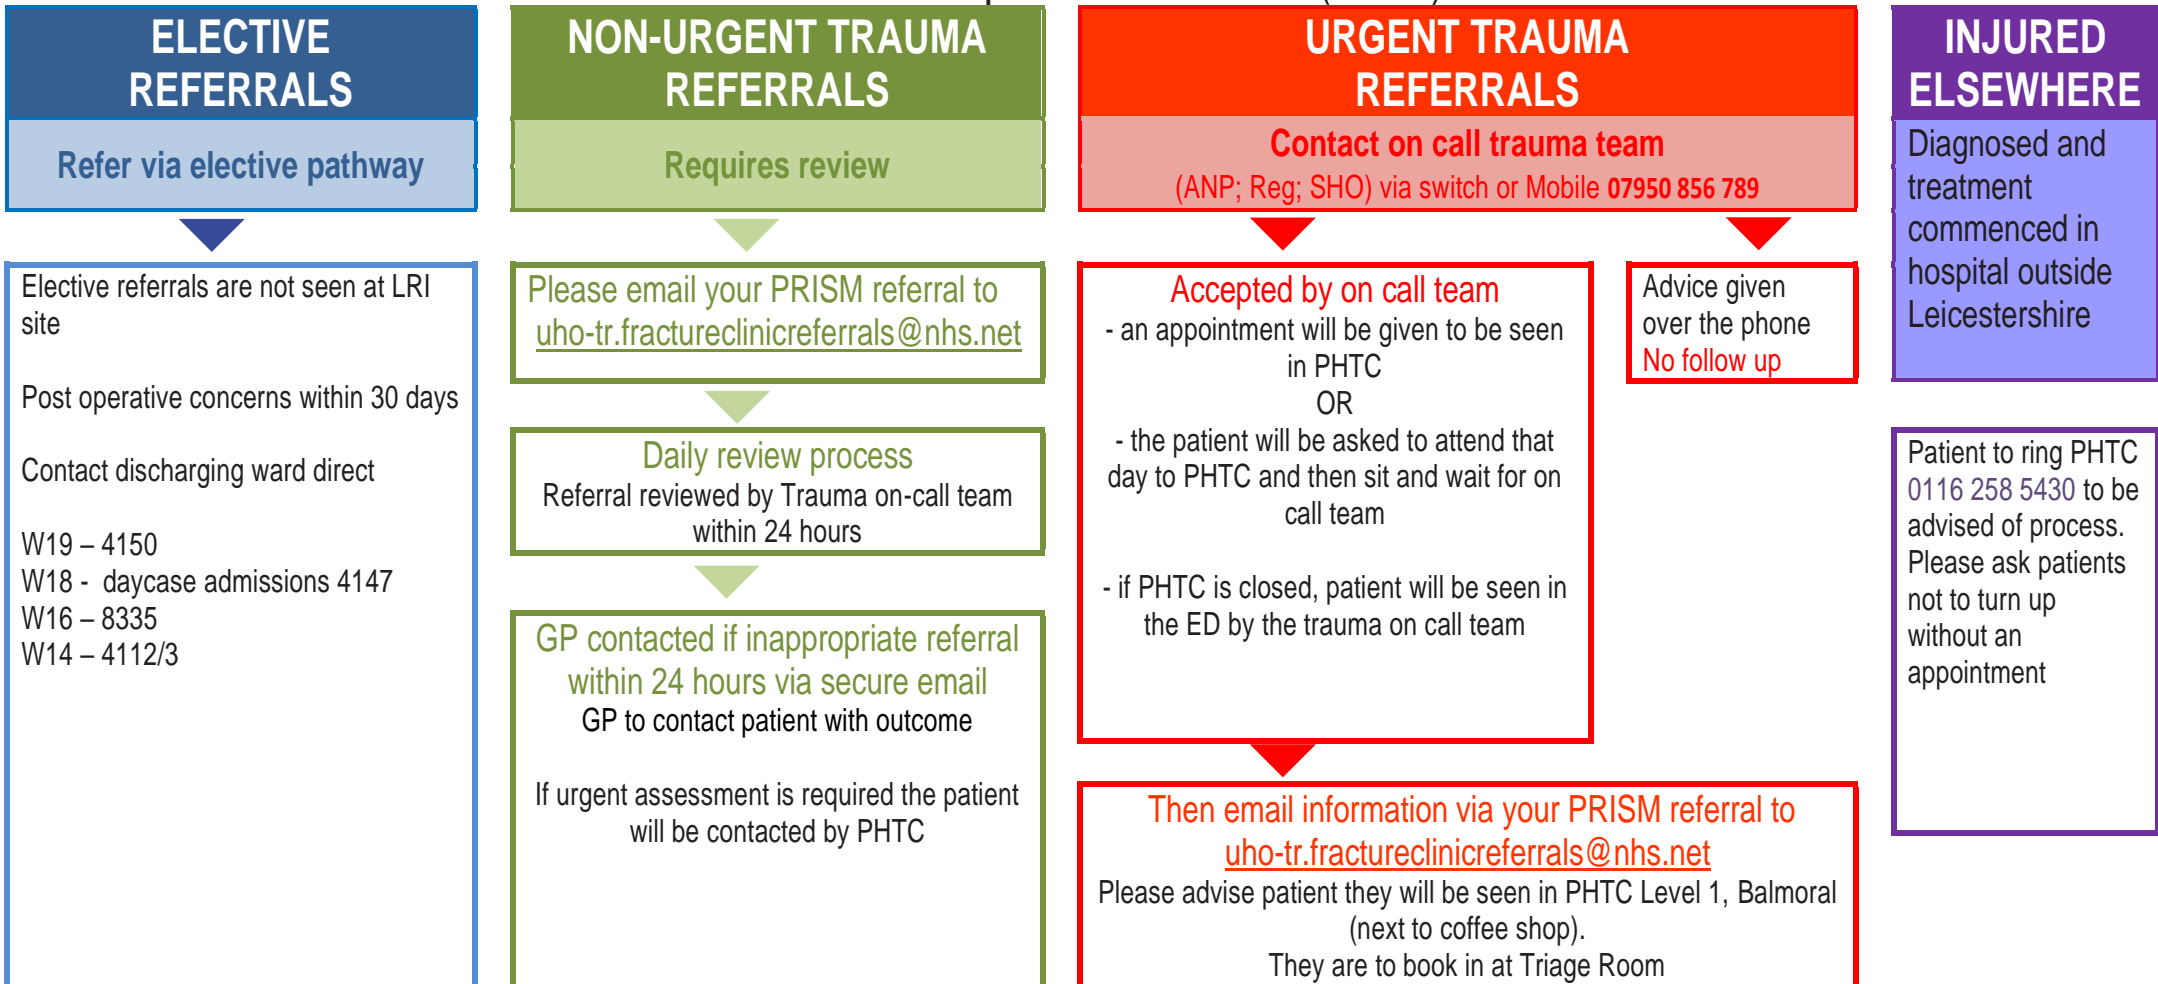 ELECTIVE
REFERRALS
Refer via elective pathway
Elective referrals are not seen at LRI
site
Post operative concerns within 30 days
Contact discharging ward direct
W19 – 4150
W18 -  daycase admissions 4147
W16 – 8335
W14 – 4112/3
NON-URGENT TRAUMA
REFERRALS
Requires review
Please email your PRISM referral to
uho-tr.fractureclinicreferrals@nhs.net
Daily review process
Referral reviewed by Trauma on-call team
within 24 hours
GP contacted if inappropriate referral
within 24 hours via secure email
GP to contact patient with outcome
If urgent assessment is required the patient
will be contacted by PHTC
URGENT TRAUMA
REFERRALS
Contact on call trauma team
(ANP; Reg; SHO) via switch or Mobile 07950 856 789
Accepted by on call team
- an appointment will be given to be seen
in PHTC
OR
- the patient will be asked to attend that
day to PHTC and then sit and wait for on
call team
- if PHTC is closed, patient will be seen in
the ED by the trauma on call team
Advice given
over the phone
No follow up
Then email information via your PRISM referral to
uho-tr.fractureclinicreferrals@nhs.net
Please advise patient they will be seen in PHTC Level 1, Balmoral
(next to coffee shop).
They are to book in at Triage Room
INJURED
ELSEWHERE
Diagnosed and
treatment
commenced in
hospital outside
Leicestershire
Patient to ring PHTC
0116 258 5430 to be
advised of process.
Please ask patients
not to turn up
without an
appointment